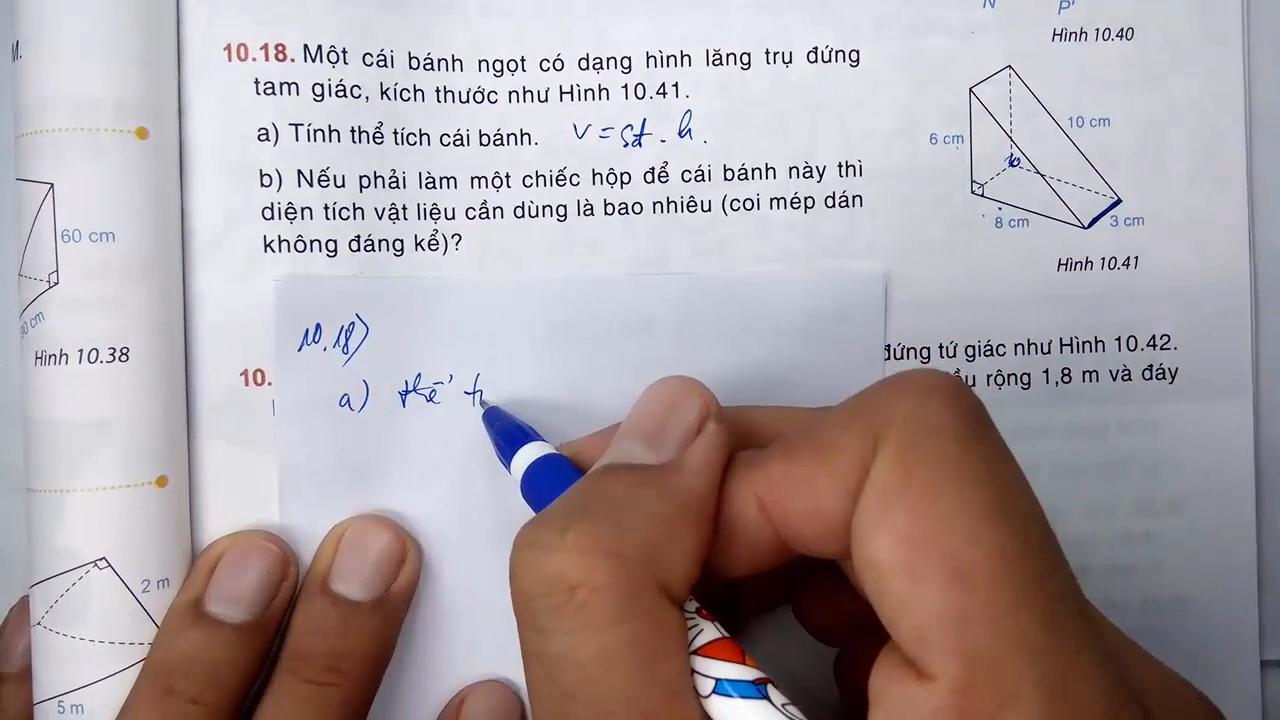 M.
N
P'
Hình 10.40
10.18. Một cái bánh ngọt có dạng hình lăng trụ đứng
tam giác, kích thước như Hình 10.41.
a) Tính thể tích cái bánh. V = Sđ . h.
b) Nếu phải làm một chiếc hộp để cái bánh này thì
diện tích vật liệu cần dùng là bao nhiêu (coi mép dán
không đáng kể)?
6 cm
10 cm
8 cm
3 cm
Hình 10.41
60 cm
cm
Hình 10.38
10.18)
a) thể t
10.
đứng tứ giác như Hình 10.42.
rộng 1,8 m và đáy
2 m
5 m